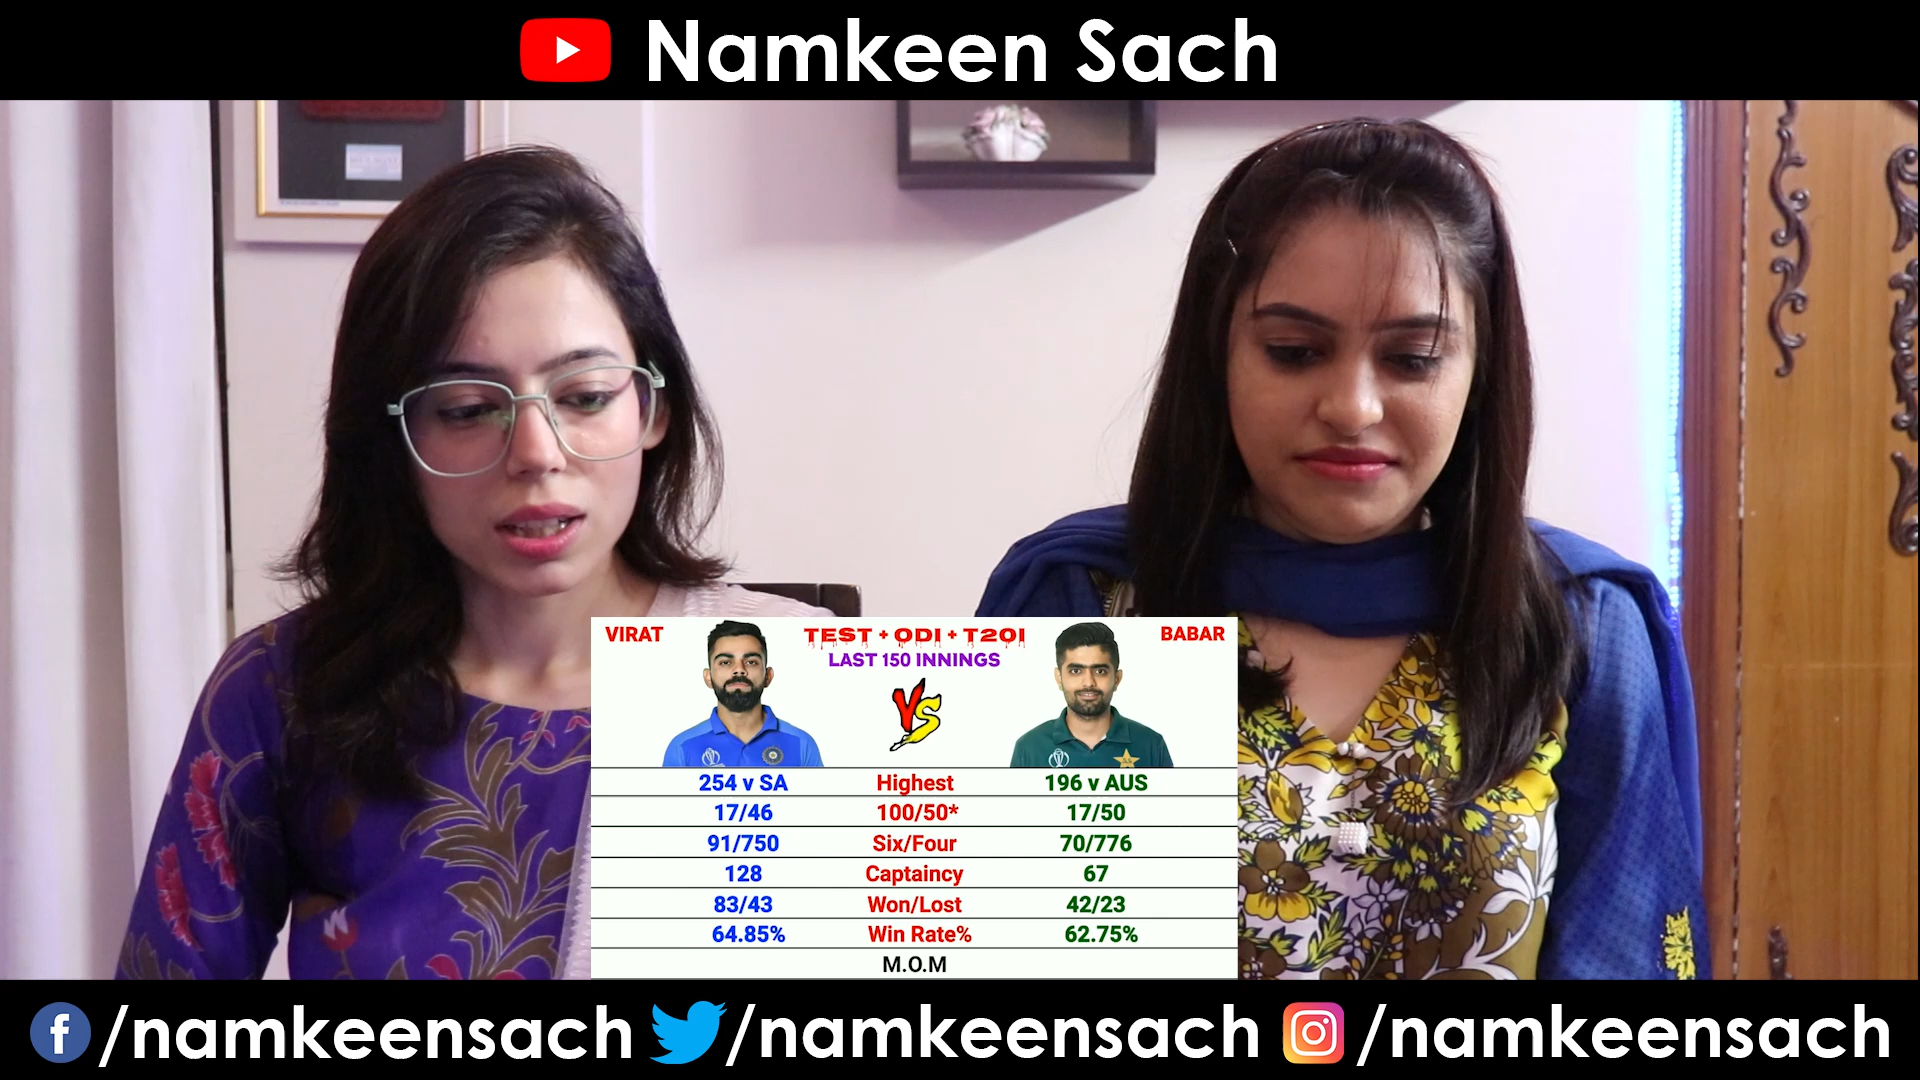 Namkeen Sach
VIRAT
TEST + ODI + T20I
BABAR
LAST 150 INNINGS
VS
254 v SA Highest 196 v AUS
17/46 100/50* 17/50
91/750 Six/Four 70/776
128 Captaincy 67
83/43 Won/Lost 42/23
64.85% Win Rate% 62.75%
M.O.M
/namkeensach /namkeensach /namkeensach